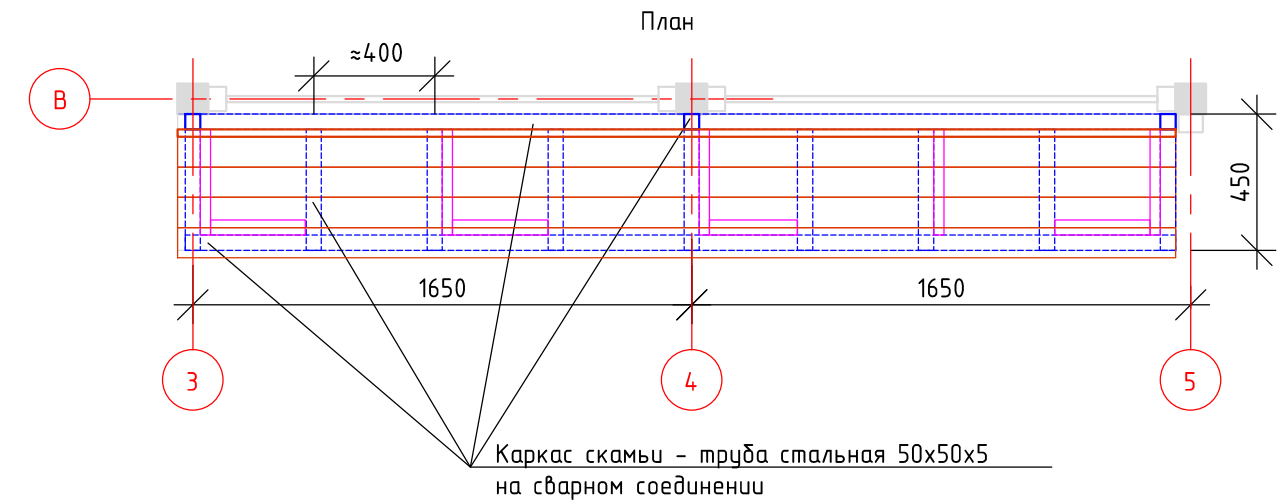 План
≈400
В
450
1650
1650
3
4
5
Каркас скамьи - труба стальная 50х50х5
на сварном соединении